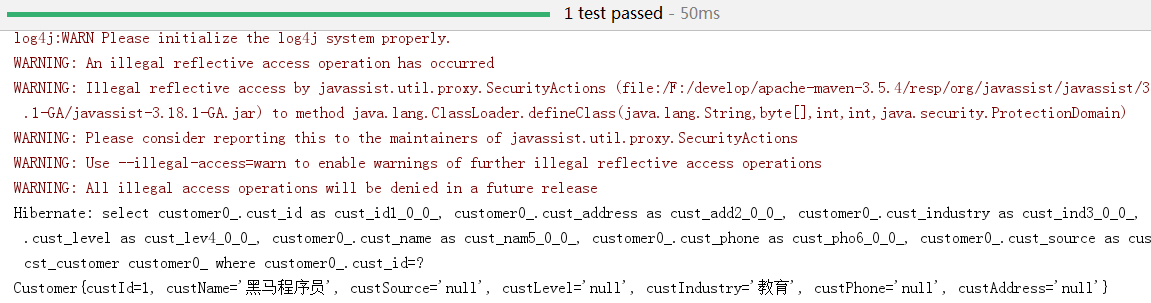 1 test passed - 50ms
log4j:WARN Please initialize the log4j system properly.
WARNING: An illegal reflective access operation has occurred
WARNING: Illegal reflective access by javassist.util.proxy.SecurityActions (file:/F:/develop/apache-maven-3.5.4/resp/org/javassist/javassist/3
.1-GA/javassist-3.18.1-GA.jar) to method java.lang.ClassLoader.defineClass(java.lang.String,byte[],int,int,java.security.ProtectionDomain)
WARNING: Please consider reporting this to the maintainers of javassist.util.proxy.SecurityActions
WARNING: Use --illegal-access=warn to enable warnings of further illegal reflective access operations
WARNING: All illegal access operations will be denied in a future release
Hibernate: select customer0_.cust_id as cust_id1_0_0_, customer0_.cust_address as cust_add2_0_0_, customer0_.cust_industry as cust_ind3_0_0_,
.cust_level as cust_lev4_0_0_, customer0_.cust_name as cust_nam5_0_0_, customer0_.cust_phone as cust_pho6_0_0_, customer0_.cust_source as cus
cst_customer customer0_ where customer0_.cust_id=?
Customer{custId=1, custName='黑马程序员', custSource='null', custLevel='null', custIndustry='教育', custPhone='null', custAddress='null'}